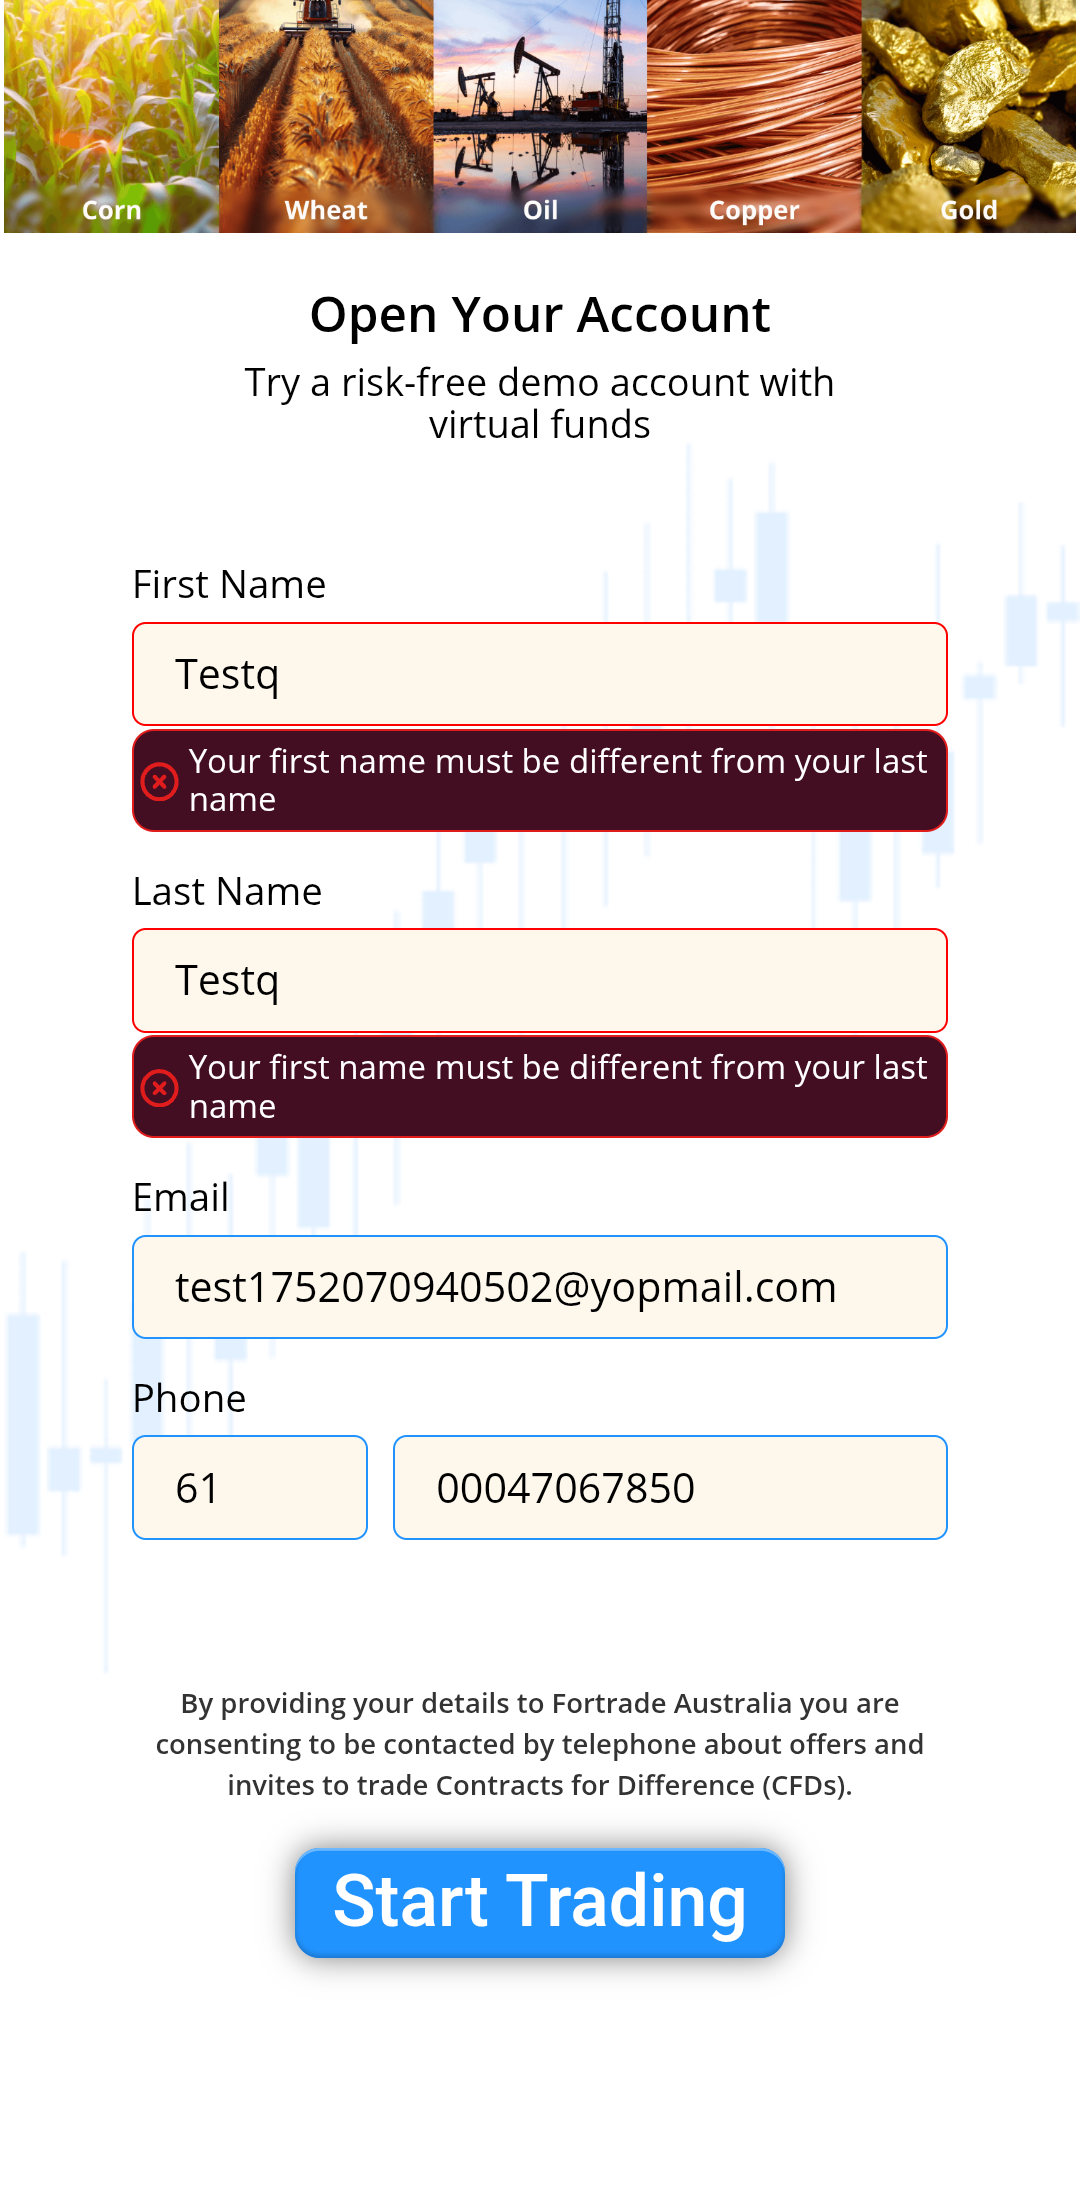 Corn
Wheat
Oil
Copper
Gold
Open Your Account
Try a risk-free demo account with
virtual funds
First Name
Testq
Your first name must be different from your last
name
Last Name
Testq
Your first name must be different from your last
name
Email
test1752070940502@yopmail.com
Phone
61
00047067850
By providing your details to Fortrade Australia you are
consenting to be contacted by telephone about offers and
invites to trade Contracts for Difference (CFDs).
Start Trading